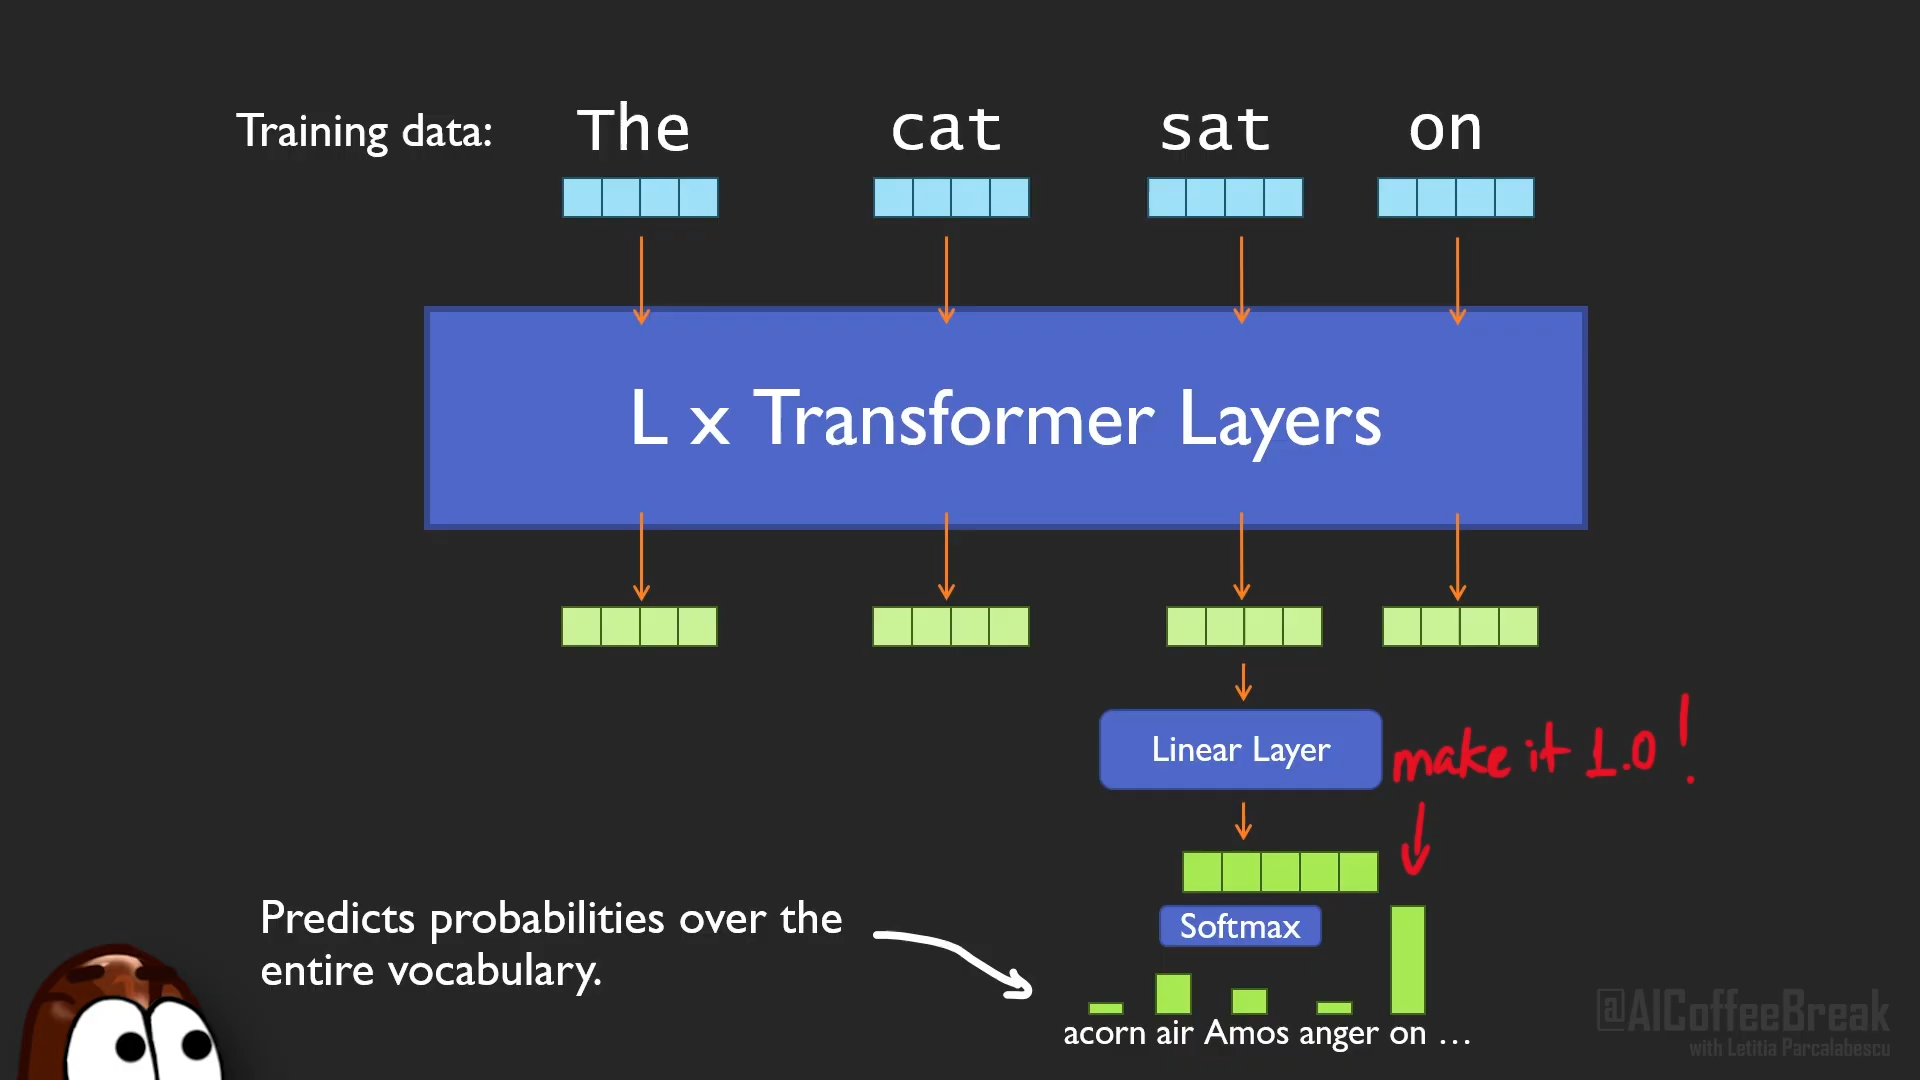 Training data: The cat sat on
L x Transformer Layers
Linear Layer
make it 1.0!
Softmax
Predicts probabilities over the
entire vocabulary.
acorn air Amos anger on ...
@AICoffeeBreak
with Letitia Parcalabescu